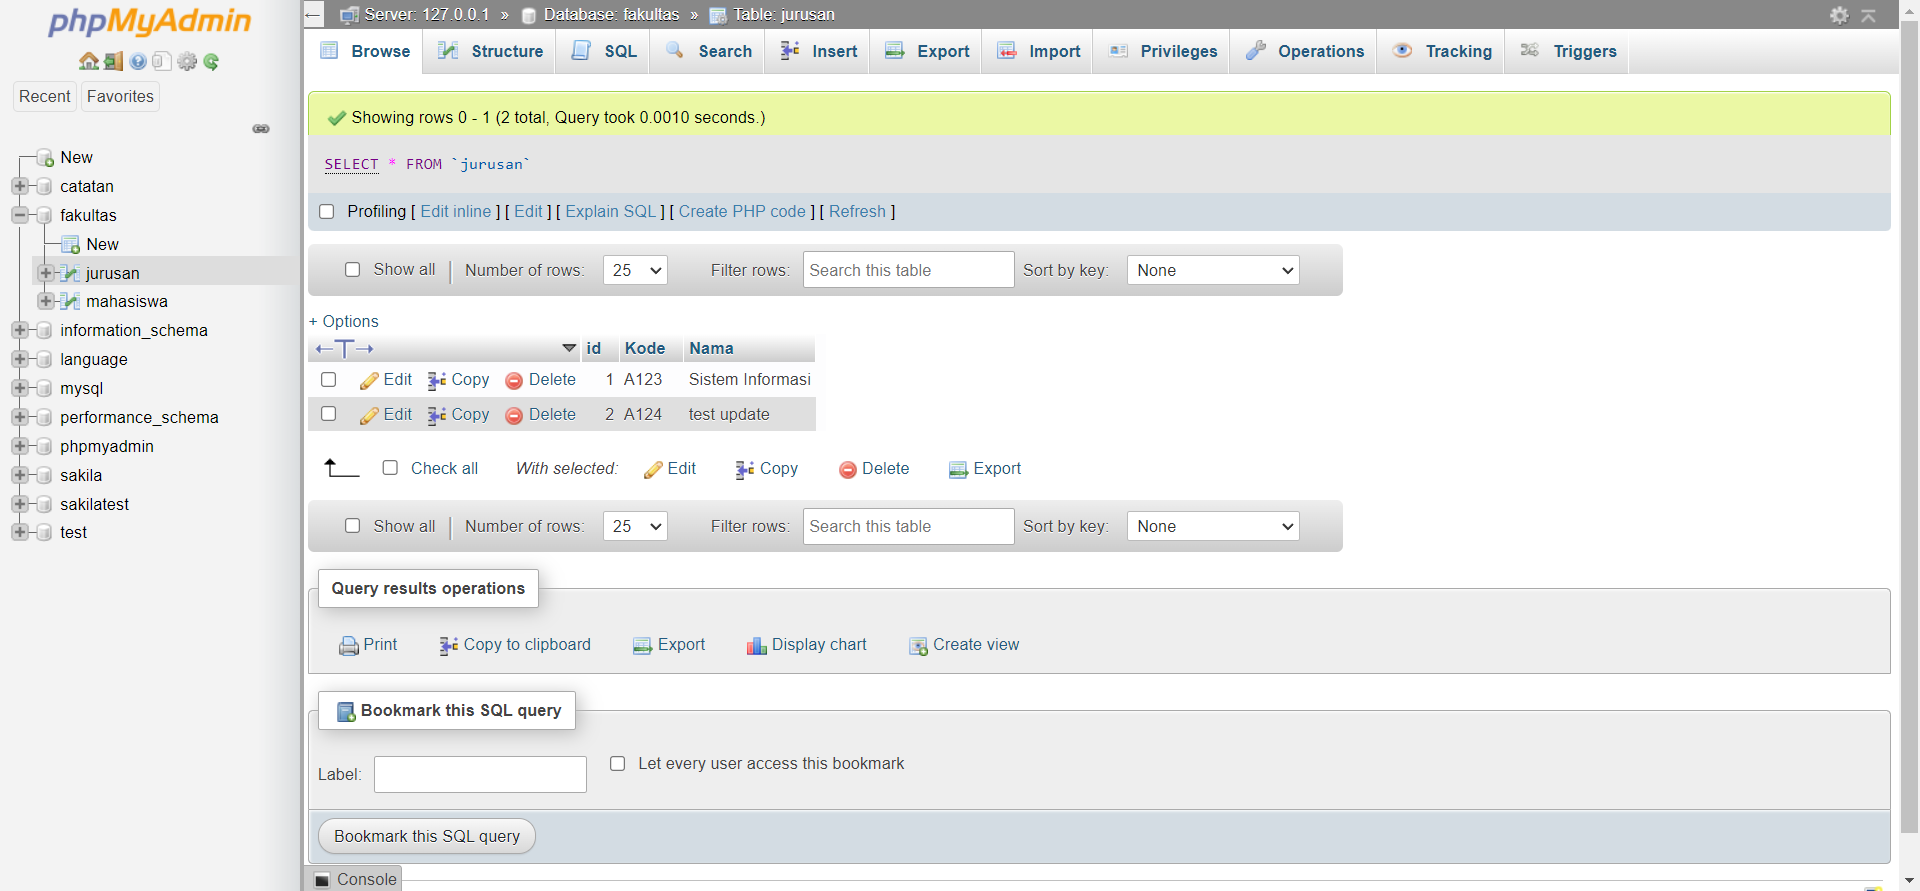 phpMyAdmin
Recent Favorites
New
catatan
fakultas
New
jurusan
mahasiswa
information_schema
language
mysql
performance_schema
phpmyadmin
sakila
sakilatest
test
Server: 127.0.0.1 » Database: fakultas » Table: jurusan
Browse Structure SQL Search Insert Export Import Privileges Operations Tracking Triggers
Showing rows 0 - 1 (2 total, Query took 0.0010 seconds.)
SELECT * FROM `jurusan`
Profiling [ Edit inline ] [ Edit ] [ Explain SQL ] [ Create PHP code ] [ Refresh ]
Show all Number of rows: 25 Filter rows: Search this table Sort by key: None
+ Options
←T→ id Kode Nama
Edit Copy Delete 1 A123 Sistem Informasi
Edit Copy Delete 2 A124 test update
Check all With selected: Edit Copy Delete Export
Show all Number of rows: 25 Filter rows: Search this table Sort by key: None
Query results operations
Print Copy to clipboard Export Display chart Create view
Bookmark this SQL query
Label: Let every user access this bookmark
Bookmark this SQL query
Console